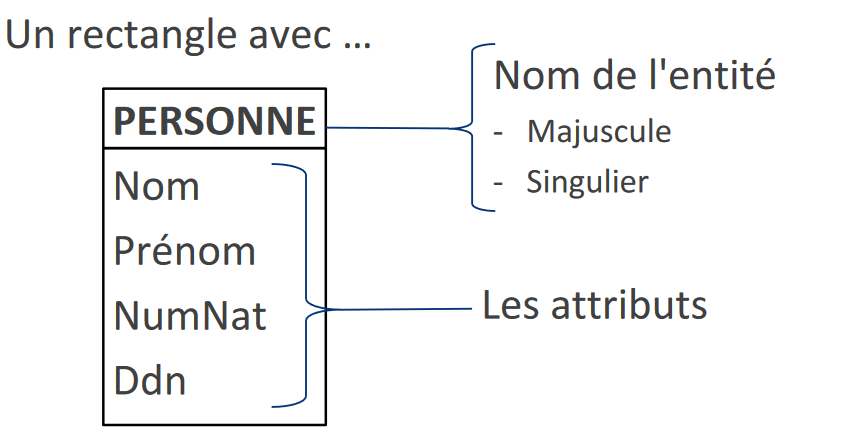 Un rectangle avec ...
PERSONNE
Nom
Prénom
NumNat
Ddn
Nom de l'entité
- Majuscule
- Singulier
Les attributs